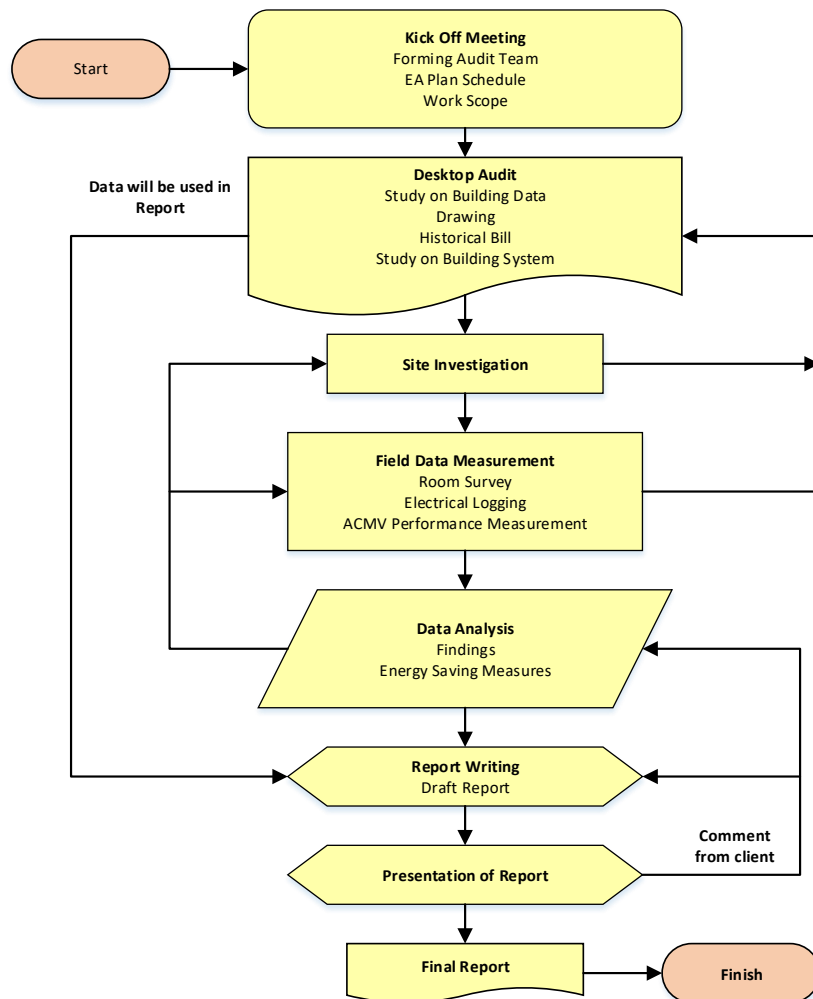 Start
Kick Off Meeting
Forming Audit Team
EA Plan Schedule
Work Scope
Data will be used in
Report
Desktop Audit
Study on Building Data
Drawing
Historical Bill
Study on Building System
Site Investigation
Field Data Measurement
Room Survey
Electrical Logging
ACMV Performance Measurement
Data Analysis
Findings
Energy Saving Measures
Report Writing
Draft Report
Comment
from client
Presentation of Report
Final Report
Finish